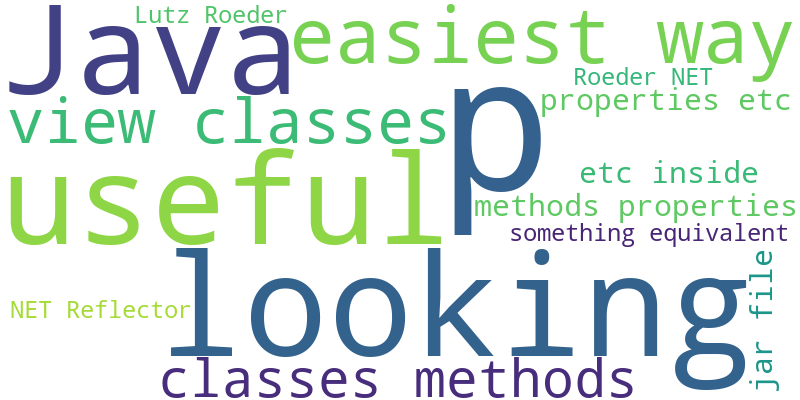 Lutz Roeder
Java
easiest way
Roeder NET
properties etc
view classes
p
useful
etc inside
methods properties
something equivalent
looking
NET Reflector
jar file
classes methods